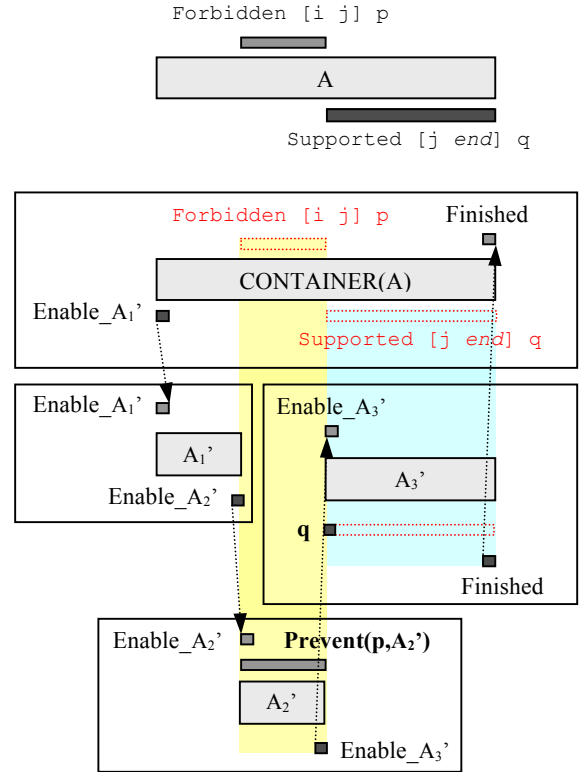 Forbidden [i j] p
A
Supported [j end] q
Forbidden [i j] p
Finished
CONTAINER(A)
Enable_A1’
Supported [j end] q
Enable_A1’
Enable_A3’
A1’
A3’
Enable_A2’
q
Finished
Enable_A2’
Prevent(p,A2’)
A2’
Enable_A3’